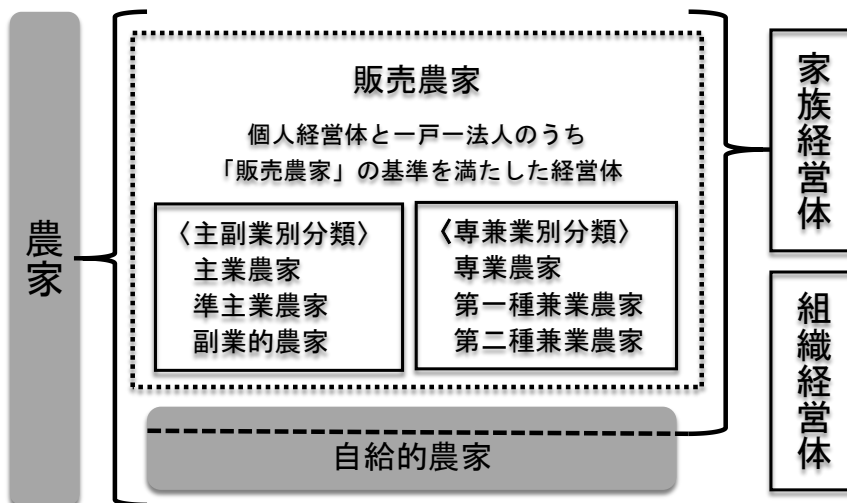 農家
販売農家
個人経営体と一戸一法人のうち
「販売農家」の基準を満たした経営体
〈主副業別分類〉
主業農家
準主業農家
副業的農家
〈専兼業別分類〉
専業農家
第一種兼業農家
第二種兼業農家
自給的農家
家族経営体
組織経営体